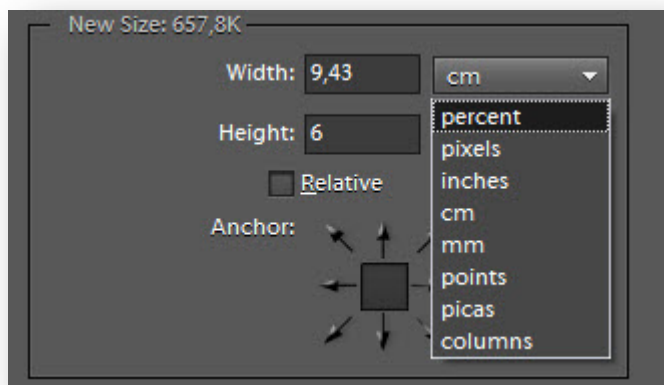 New Size: 657,8K
Width: 9,43 cm
percent
Height: 6
pixels
inches
Relative
cm
Anchor:
mm
points
picas
columns